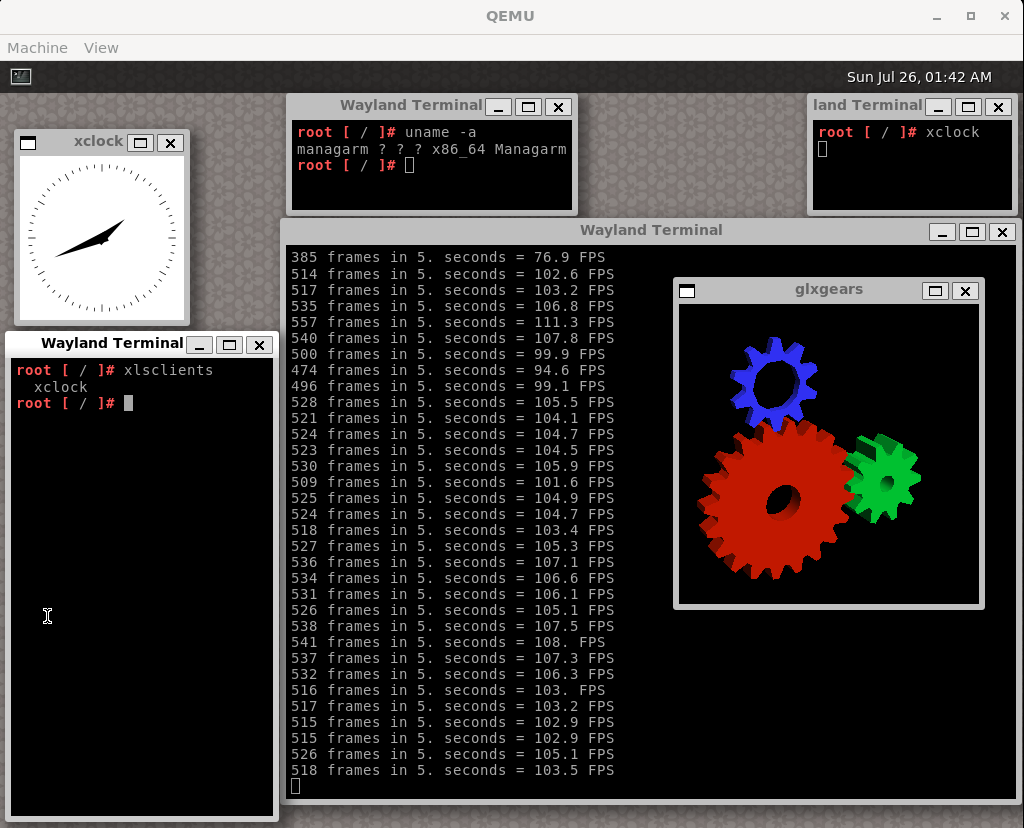 QEMU
Machine View
Sun Jul 26, 01:42 AM
Wayland Terminal
root [ / ]# uname -a
managarm ? ? ? x86_64 Managarm
root [ / ]#
land Terminal
root [ / ]# xclock
xclock
Wayland Terminal
root [ / ]# xlsclients
  xclock
root [ / ]#
Wayland Terminal
385 frames in 5. seconds = 76.9 FPS
514 frames in 5. seconds = 102.6 FPS
517 frames in 5. seconds = 103.2 FPS
535 frames in 5. seconds = 106.8 FPS
557 frames in 5. seconds = 111.3 FPS
540 frames in 5. seconds = 107.8 FPS
500 frames in 5. seconds = 99.9 FPS
474 frames in 5. seconds = 94.6 FPS
496 frames in 5. seconds = 99.1 FPS
528 frames in 5. seconds = 105.5 FPS
521 frames in 5. seconds = 104.1 FPS
524 frames in 5. seconds = 104.7 FPS
523 frames in 5. seconds = 104.5 FPS
530 frames in 5. seconds = 105.9 FPS
509 frames in 5. seconds = 101.6 FPS
525 frames in 5. seconds = 104.9 FPS
524 frames in 5. seconds = 104.7 FPS
518 frames in 5. seconds = 103.4 FPS
527 frames in 5. seconds = 105.3 FPS
536 frames in 5. seconds = 107.1 FPS
534 frames in 5. seconds = 106.6 FPS
531 frames in 5. seconds = 106.1 FPS
526 frames in 5. seconds = 105.1 FPS
538 frames in 5. seconds = 107.5 FPS
541 frames in 5. seconds = 108. FPS
537 frames in 5. seconds = 107.3 FPS
532 frames in 5. seconds = 106.3 FPS
516 frames in 5. seconds = 103. FPS
517 frames in 5. seconds = 103.2 FPS
515 frames in 5. seconds = 102.9 FPS
515 frames in 5. seconds = 102.9 FPS
526 frames in 5. seconds = 105.1 FPS
518 frames in 5. seconds = 103.5 FPS
glxgears